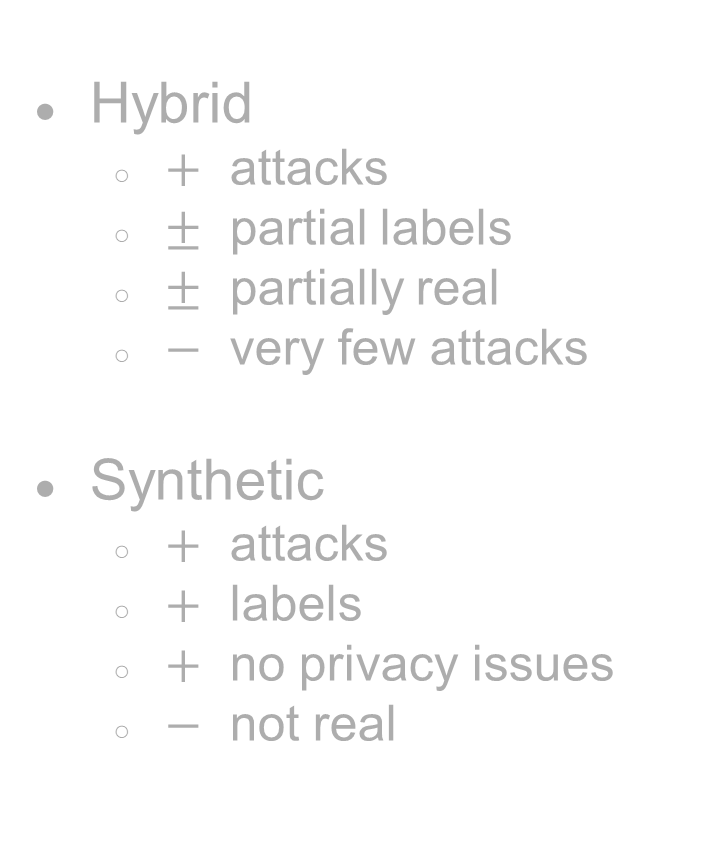 • Hybrid
○ + attacks
○ ± partial labels
○ ± partially real
○ − very few attacks
• Synthetic
○ + attacks
○ + labels
○ + no privacy issues
○ − not real